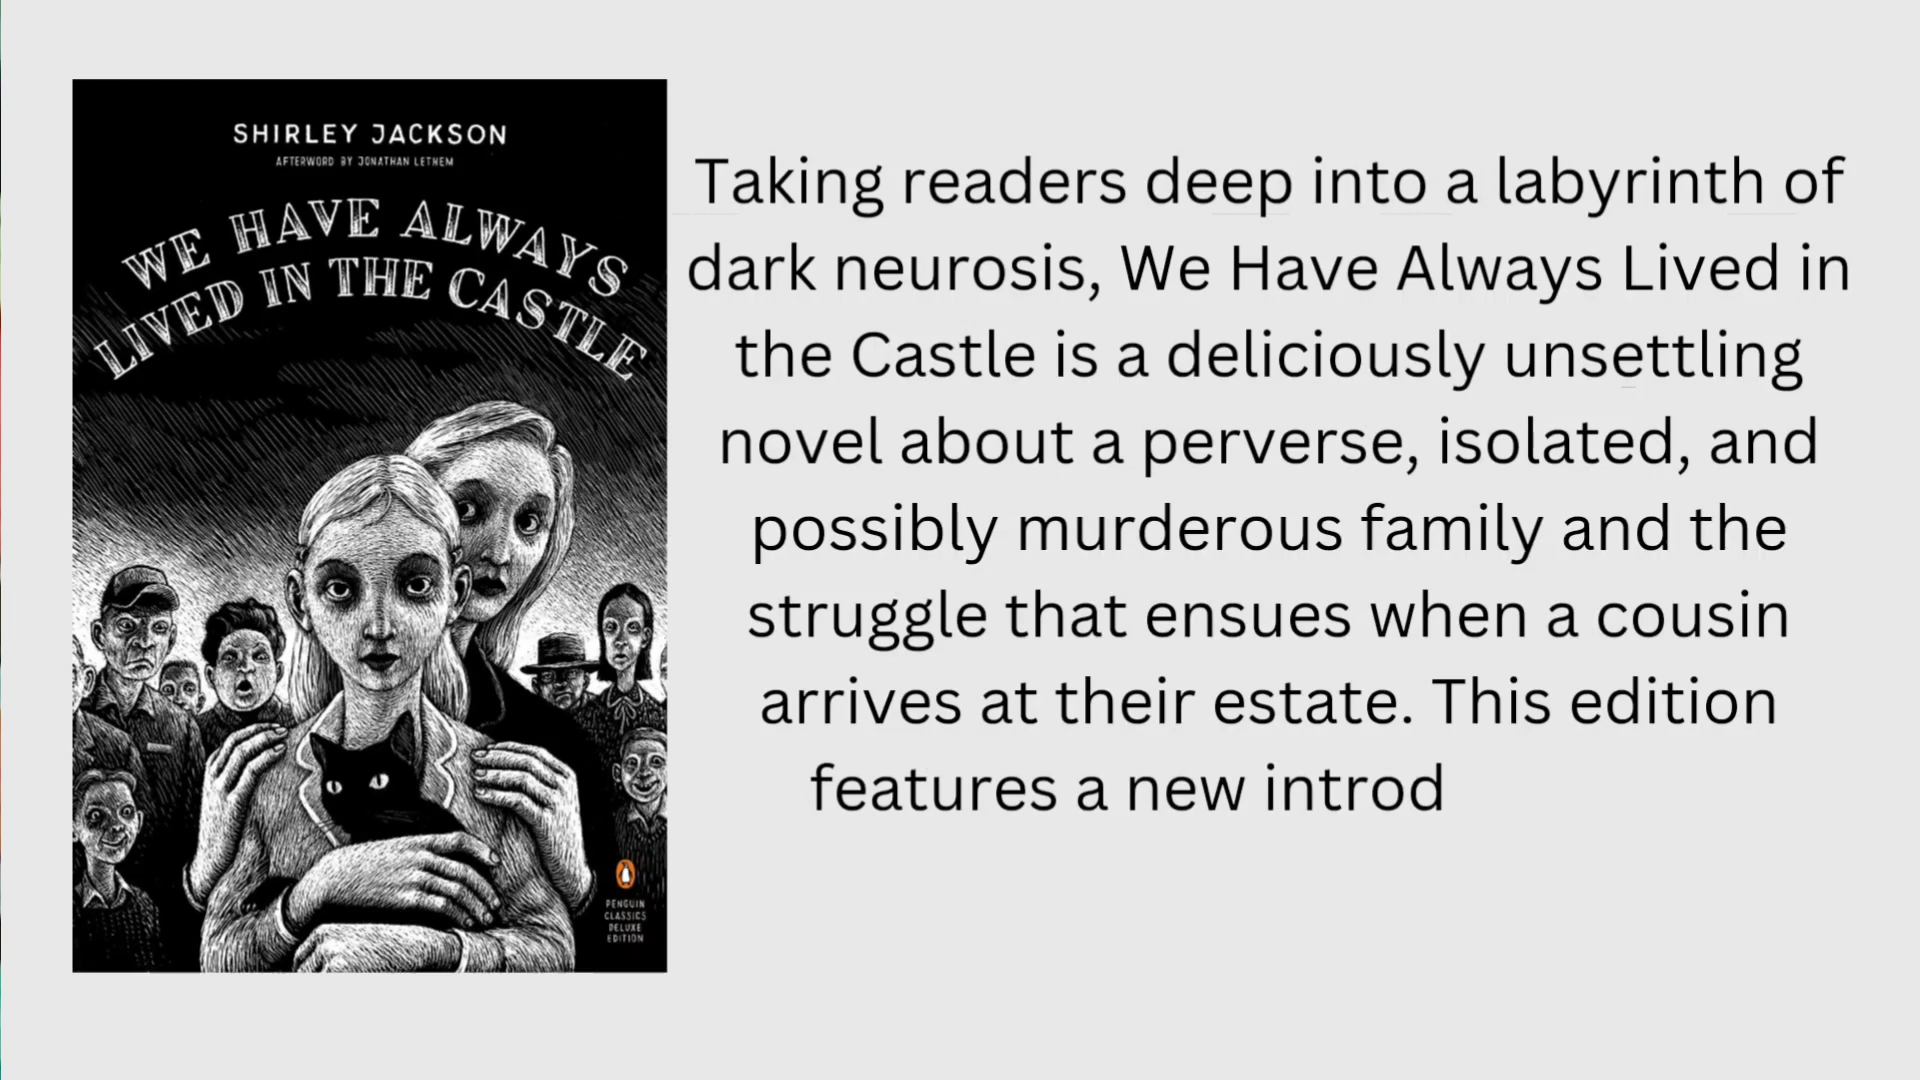 SHIRLEY JACKSON
AFTERWORD BY JONATHAN LETHEM
WE HAVE ALWAYS
LIVED IN THE CASTLE
PENGUIN
CLASSICS
DELUXE
EDITION
Taking readers deep into a labyrinth of
dark neurosis, We Have Always Lived in
the Castle is a deliciously unsettling
novel about a perverse, isolated, and
possibly murderous family and the
struggle that ensues when a cousin
arrives at their estate. This edition
features a new introd